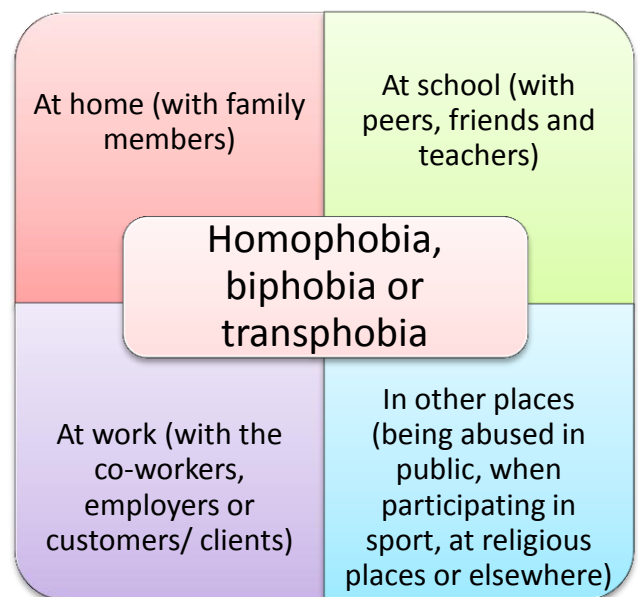 At home (with family
members)
At school (with
peers, friends and
teachers)
Homophobia,
biphobia or
transphobia
At work (with the
co-workers,
employers or
customers/ clients)
In other places
(being abused in
public, when
participating in
sport, at religious
places or elsewhere)